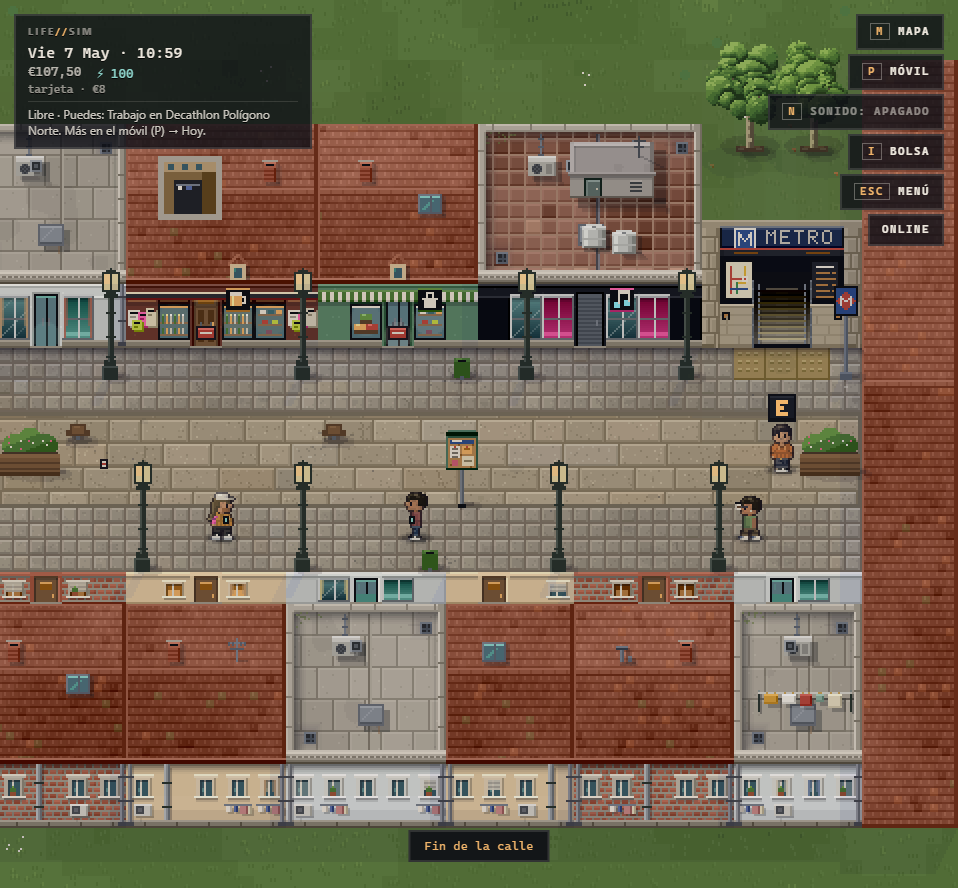 LIFE//SIM
Vie 7 May · 10:59
€107,50 ⚡ 100
tarjeta · €8
Libre · Puedes: Trabajo en Decathlon Polígono
Norte. Más en el móvil (P) → Hoy.
M MAPA
P MÓVIL
N SONIDO: APAGADO
I BOLSA
ESC MENÚ
ONLINE
M METRO
M
E
Fin de la calle